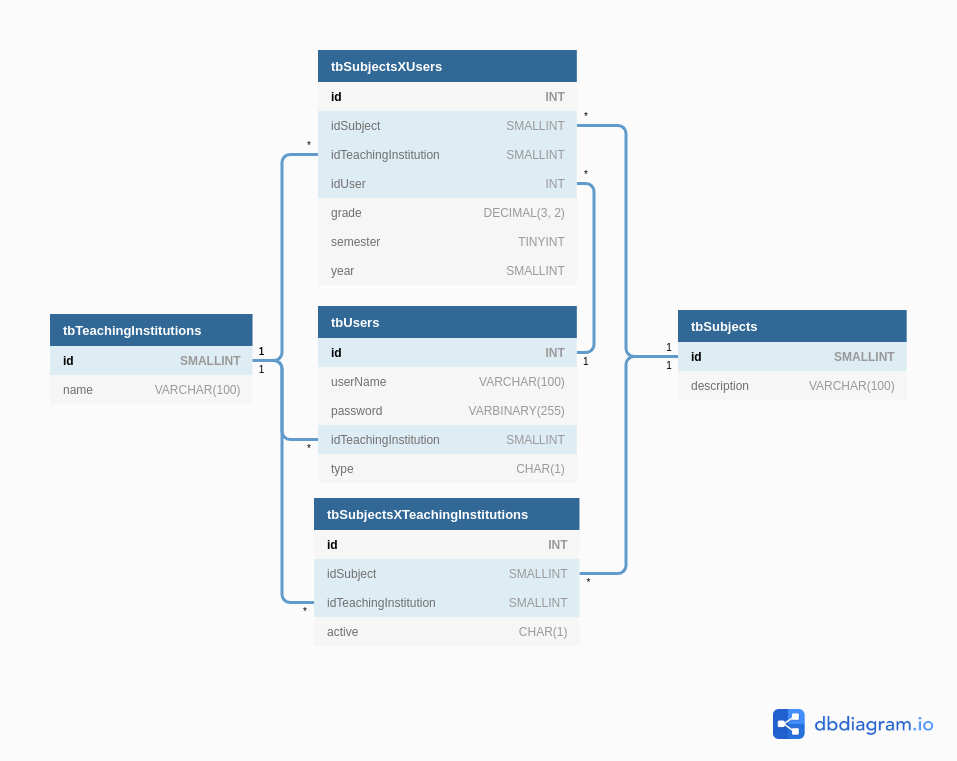 tbSubjectsXUsers
id INT
idSubject SMALLINT
idTeachingInstitution SMALLINT
idUser INT
grade DECIMAL(3, 2)
semester TINYINT
year SMALLINT
*
*
*
tbTeachingInstitutions
id SMALLINT
name VARCHAR(100)
1
1
tbUsers
id INT
userName VARCHAR(100)
password VARBINARY(255)
idTeachingInstitution SMALLINT
type CHAR(1)
1
*
tbSubjects
id SMALLINT
description VARCHAR(100)
1
1
tbSubjectsXTeachingInstitutions
id INT
idSubject SMALLINT
idTeachingInstitution SMALLINT
active CHAR(1)
*
*
dbdiagram.io